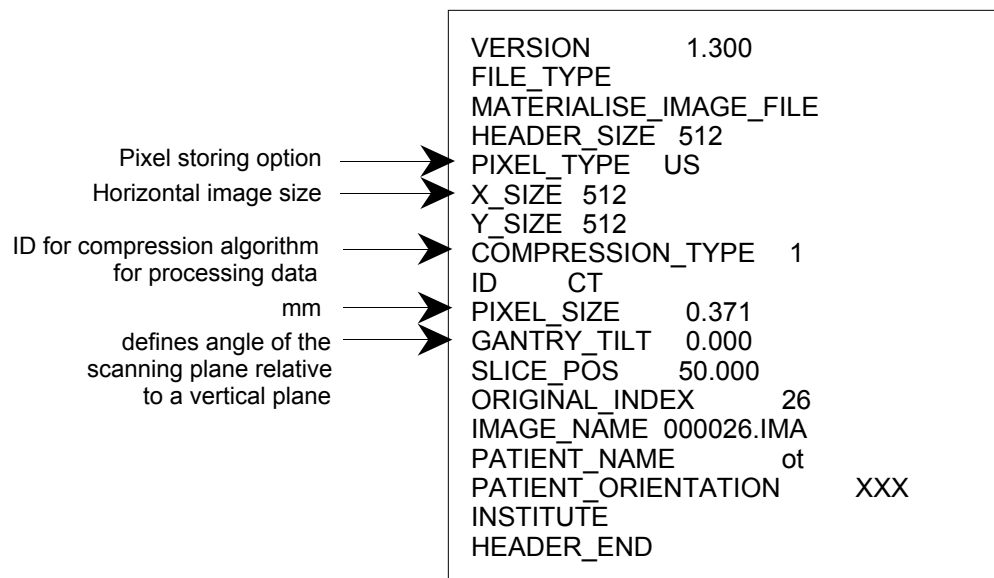 VERSION 1.300
FILE_TYPE
MATERIALISE_IMAGE_FILE
HEADER_SIZE 512
Pixel storing option
PIXEL_TYPE US
Horizontal image size
X_SIZE 512
Y_SIZE 512
ID for compression algorithm
for processing data
COMPRESSION_TYPE 1
ID CT
mm
PIXEL_SIZE 0.371
defines angle of the
scanning plane relative
to a vertical plane
GANTRY_TILT 0.000
SLICE_POS 50.000
ORIGINAL_INDEX 26
IMAGE_NAME 000026.IMA
PATIENT_NAME ot
PATIENT_ORIENTATION XXX
INSTITUTE
HEADER_END